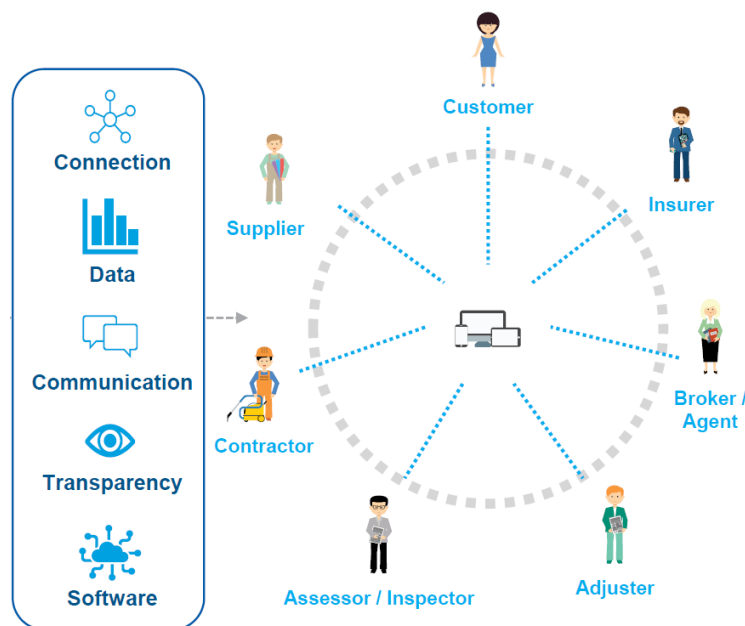 Connection
Data
Communication
Transparency
Software
Customer
Insurer
Broker /
Agent
Adjuster
Assessor / Inspector
Contractor
Supplier